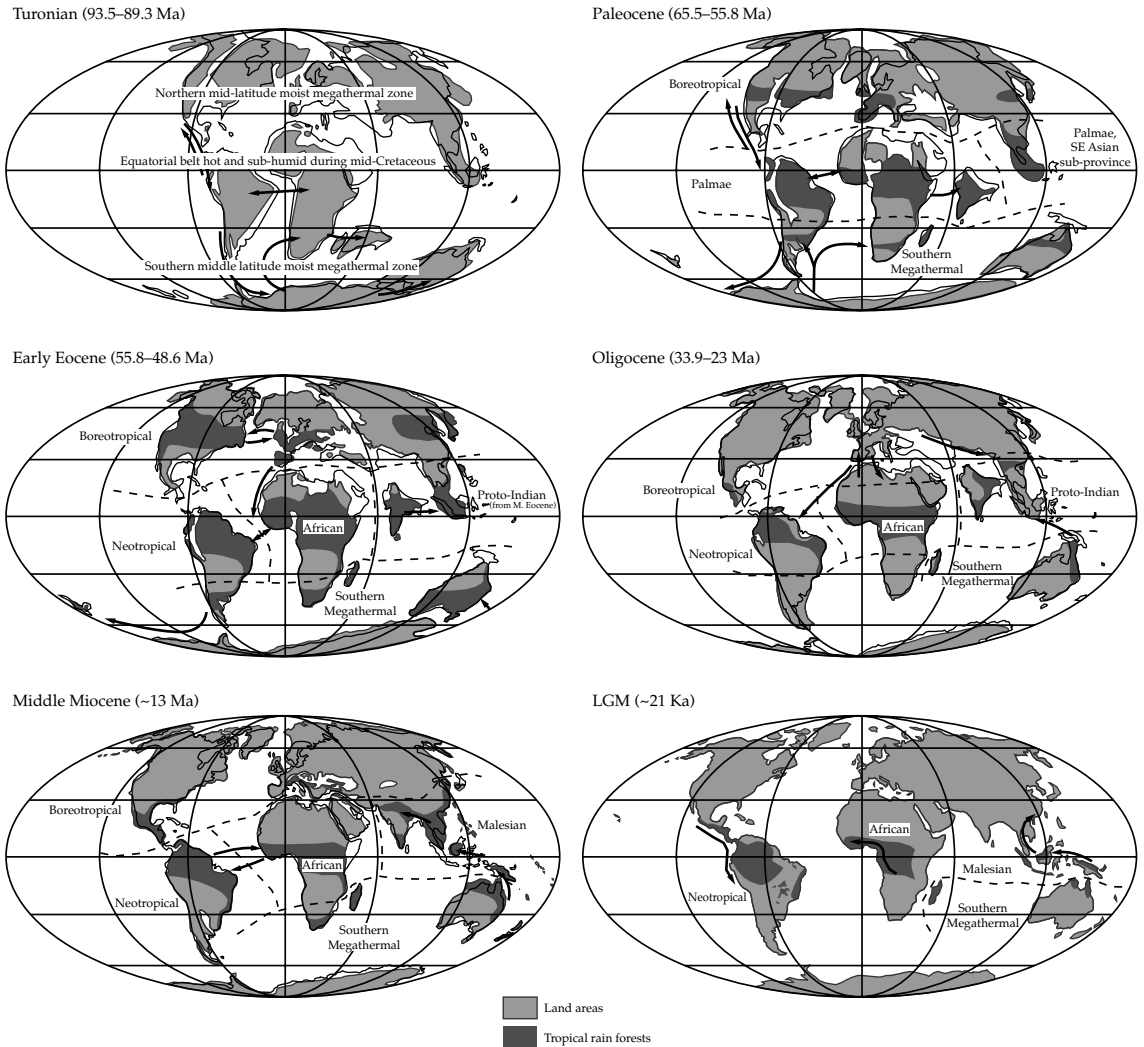 Turonian (93.5–89.3 Ma)
Northern mid-latitude moist megathermal zone
Equatorial belt hot and sub-humid during mid-Cretaceous
Southern middle latitude moist megathermal zone
Paleocene (65.5–55.8 Ma)
Boreotropical
Palmae,
SE Asian
sub-province
Palmae
Southern
Megathermal
Early Eocene (55.8–48.6 Ma)
Boreotropical
Proto-Indian
(from M. Eocene)
African
Neotropical
Southern
Megathermal
Oligocene (33.9–23 Ma)
Boreotropical
Proto-Indian
African
Neotropical
Southern
Megathermal
Middle Miocene (~13 Ma)
Boreotropical
Malesian
African
Neotropical
Southern
Megathermal
LGM (~21 Ka)
African
Malesian
Neotropical
Southern
Megathermal
Land areas
Tropical rain forests